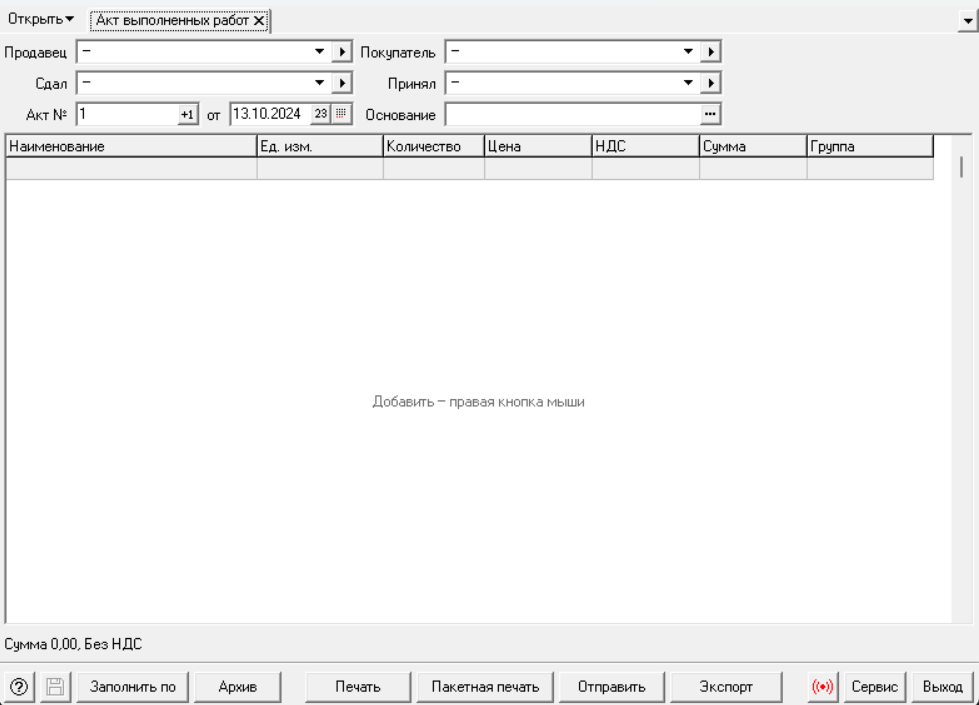 Открыть Акт выполненных работ X
Продавец – Покупатель –
Сдал – Принял –
Акт № 1 +1 от 13.10.2024 23 Основание ...
Наименование Ед. изм. Количество Цена НДС Сумма Группа
Добавить – правая кнопка мыши
Сумма 0,00, Без НДС
? Заполнить по Архив Печать Пакетная печать Отправить Экспорт Сервис Выход